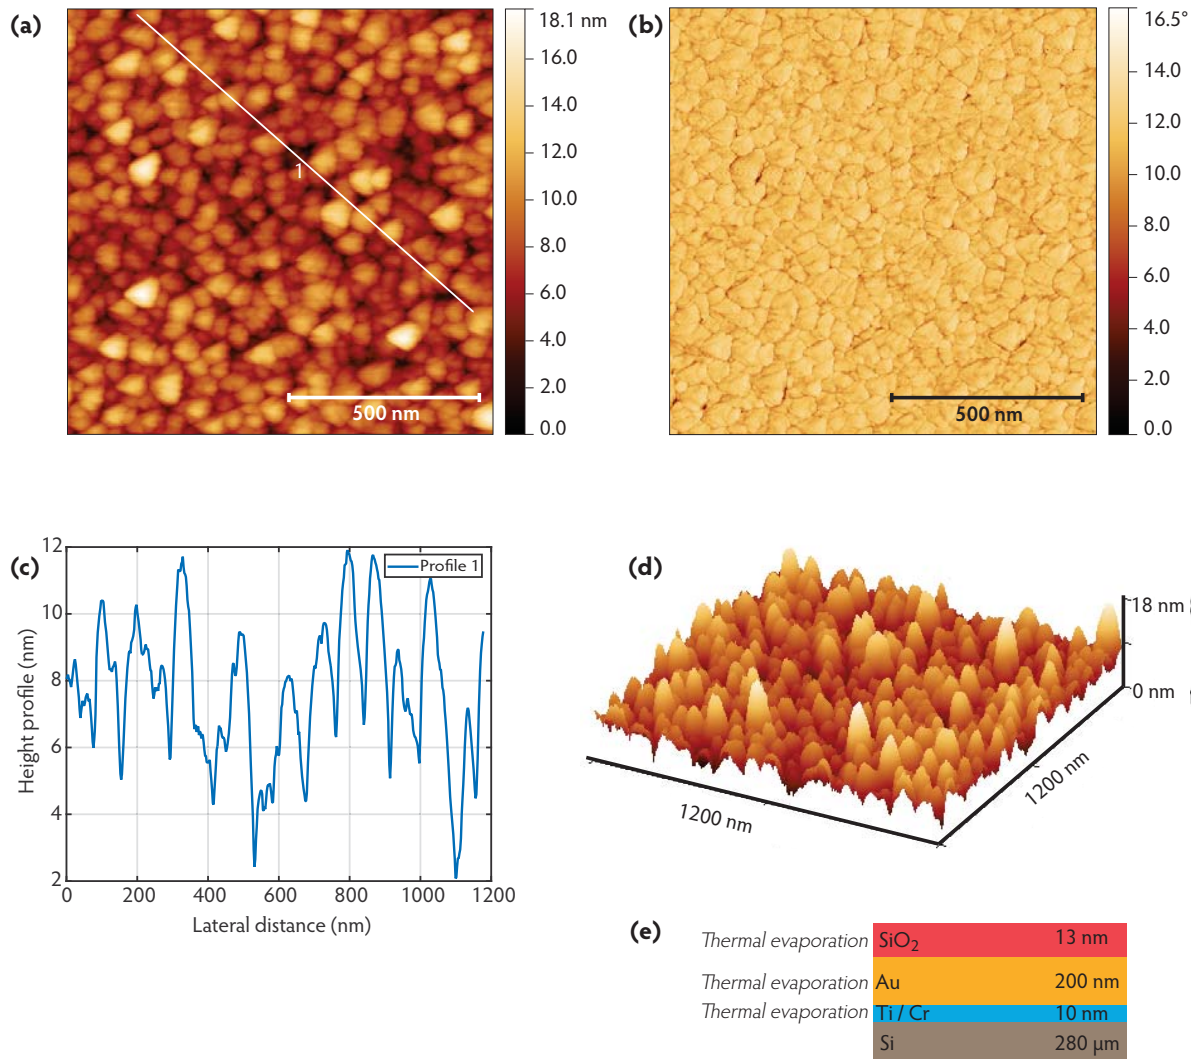 (a)
18.1 nm
16.0
14.0
12.0
10.0
8.0
6.0
4.0
2.0
0.0
1
500 nm
(b)
16.5°
14.0
12.0
10.0
8.0
6.0
4.0
2.0
0.0
500 nm
(c)
Height profile (nm)
12
10
8
6
4
2
Profile 1
0 200 400 600 800 1000 1200
Lateral distance (nm)
(d)
18 nm
0 nm
1200 nm
1200 nm
(e)
Thermal evaporation SiO₂ 13 nm
Thermal evaporation Au 200 nm
Thermal evaporation Ti / Cr 10 nm
Si 280 µm